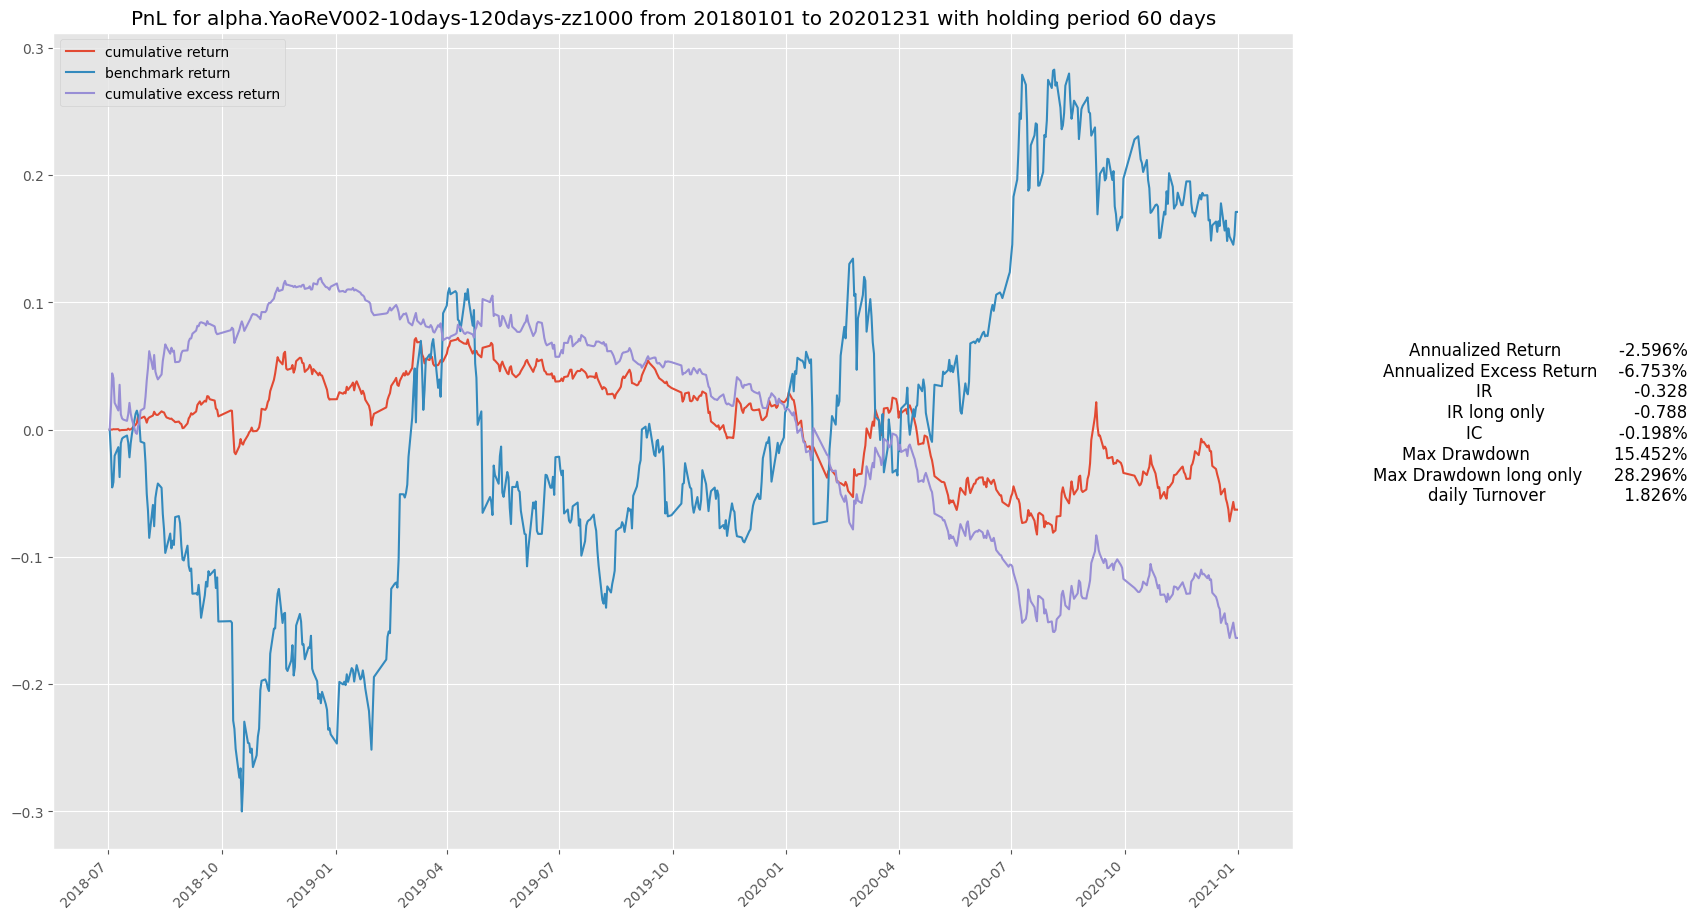 PnL for alpha.YaoReV002-10days-120days-zz1000 from 20180101 to 20201231 with holding period 60 days
cumulative return
benchmark return
cumulative excess return
0.3
0.2
0.1
0.0
−0.1
−0.2
−0.3
2018-07
2018-10
2019-01
2019-04
2019-07
2019-10
2020-01
2020-04
2020-07
2020-10
2021-01
Annualized Return -2.596%
Annualized Excess Return -6.753%
IR -0.328
IR long only -0.788
IC -0.198%
Max Drawdown 15.452%
Max Drawdown long only 28.296%
daily Turnover 1.826%